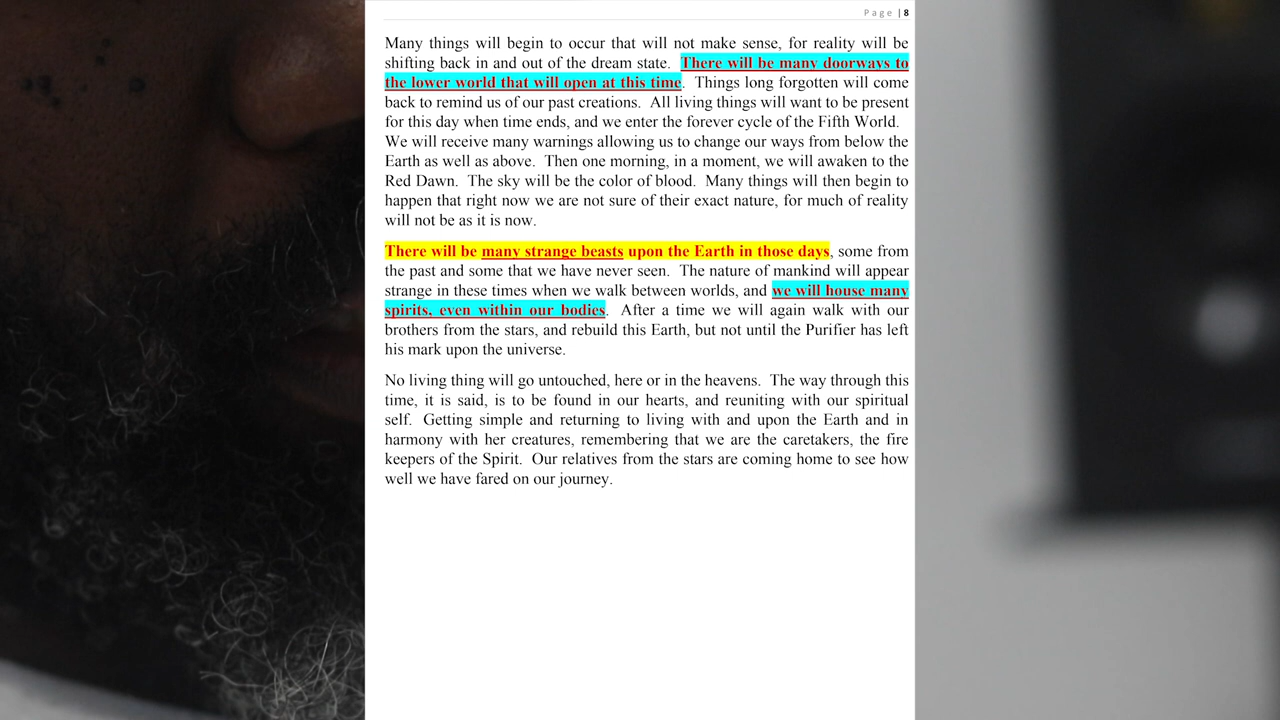 Page | 8
Many things will begin to occur that will not make sense, for reality will be
shifting back in and out of the dream state. There will be many doorways to
the lower world that will open at this time. Things long forgotten will come
back to remind us of our past creations. All living things will want to be present
for this day when time ends, and we enter the forever cycle of the Fifth World.
We will receive many warnings allowing us to change our ways from below the
Earth as well as above. Then one morning, in a moment, we will awaken to the
Red Dawn. The sky will be the color of blood. Many things will then begin to
happen that right now we are not sure of their exact nature, for much of reality
will not be as it is now.
There will be many strange beasts upon the Earth in those days, some from
the past and some that we have never seen. The nature of mankind will appear
strange in these times when we walk between worlds, and we will house many
spirits, even within our bodies. After a time we will again walk with our
brothers from the stars, and rebuild this Earth, but not until the Purifier has left
his mark upon the universe.
No living thing will go untouched, here or in the heavens. The way through this
time, it is said, is to be found in our hearts, and reuniting with our spiritual
self. Getting simple and returning to living with and upon the Earth and in
harmony with her creatures, remembering that we are the caretakers, the fire
keepers of the Spirit. Our relatives from the stars are coming home to see how
well we have fared on our journey.